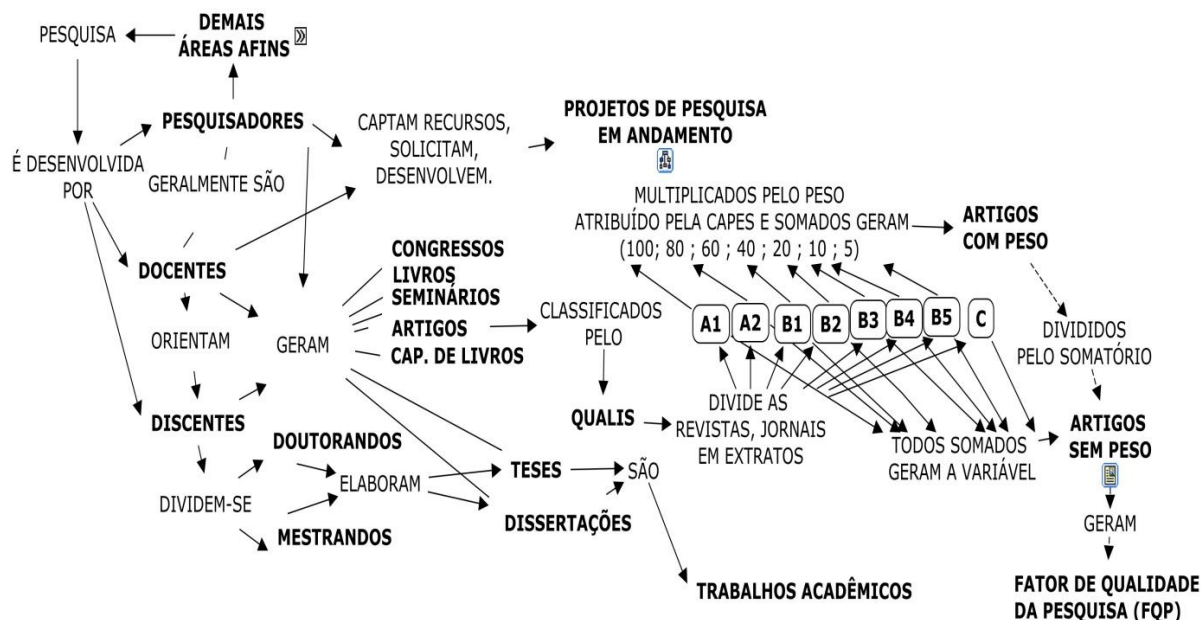 PESQUISA
DEMAIS
ÁREAS AFINS
PESQUISADORES
É DESENVOLVIDA
POR
GERALMENTE SÃO
CAPTAM RECURSOS,
SOLICITAM,
DESENVOLVEM.
PROJETOS DE PESQUISA
EM ANDAMENTO
DOCENTES
ORIENTAM
DISCENTES
DIVIDEM-SE
DOUTORANDOS
MESTRANDOS
ELABORAM
GERAM
CONGRESSOS
LIVROS
SEMINÁRIOS
ARTIGOS
CAP. DE LIVROS
TESES
DISSERTAÇÕES
SÃO
TRABALHOS ACADÊMICOS
CLASSIFICADOS
PELO
QUALIS
DIVIDE AS
REVISTAS, JORNAIS
EM EXTRATOS
A1
A2
B1
B2
B3
B4
B5
C
MULTIPLICADOS PELO PESO
ATRIBUÍDO PELA CAPES E SOMADOS GERAM
(100; 80 ; 60 ; 40 ; 20 ; 10 ; 5)
ARTIGOS
COM PESO
DIVIDIDOS
PELO SOMATÓRIO
TODOS SOMADOS
GERAM A VARIÁVEL
ARTIGOS
SEM PESO
GERAM
FATOR DE QUALIDADE
DA PESQUISA (FQP)